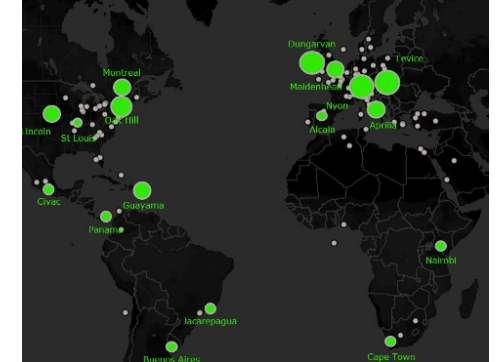 Dungarvan
Levice
Montreal
Maidenhead
Nyon
Lincoln
Oak Hill
St Louis
Alcala
Aprilia
Civac
Guayama
Panama
Nairobi
Jacarepagua
Buenos Aires
Cape Town